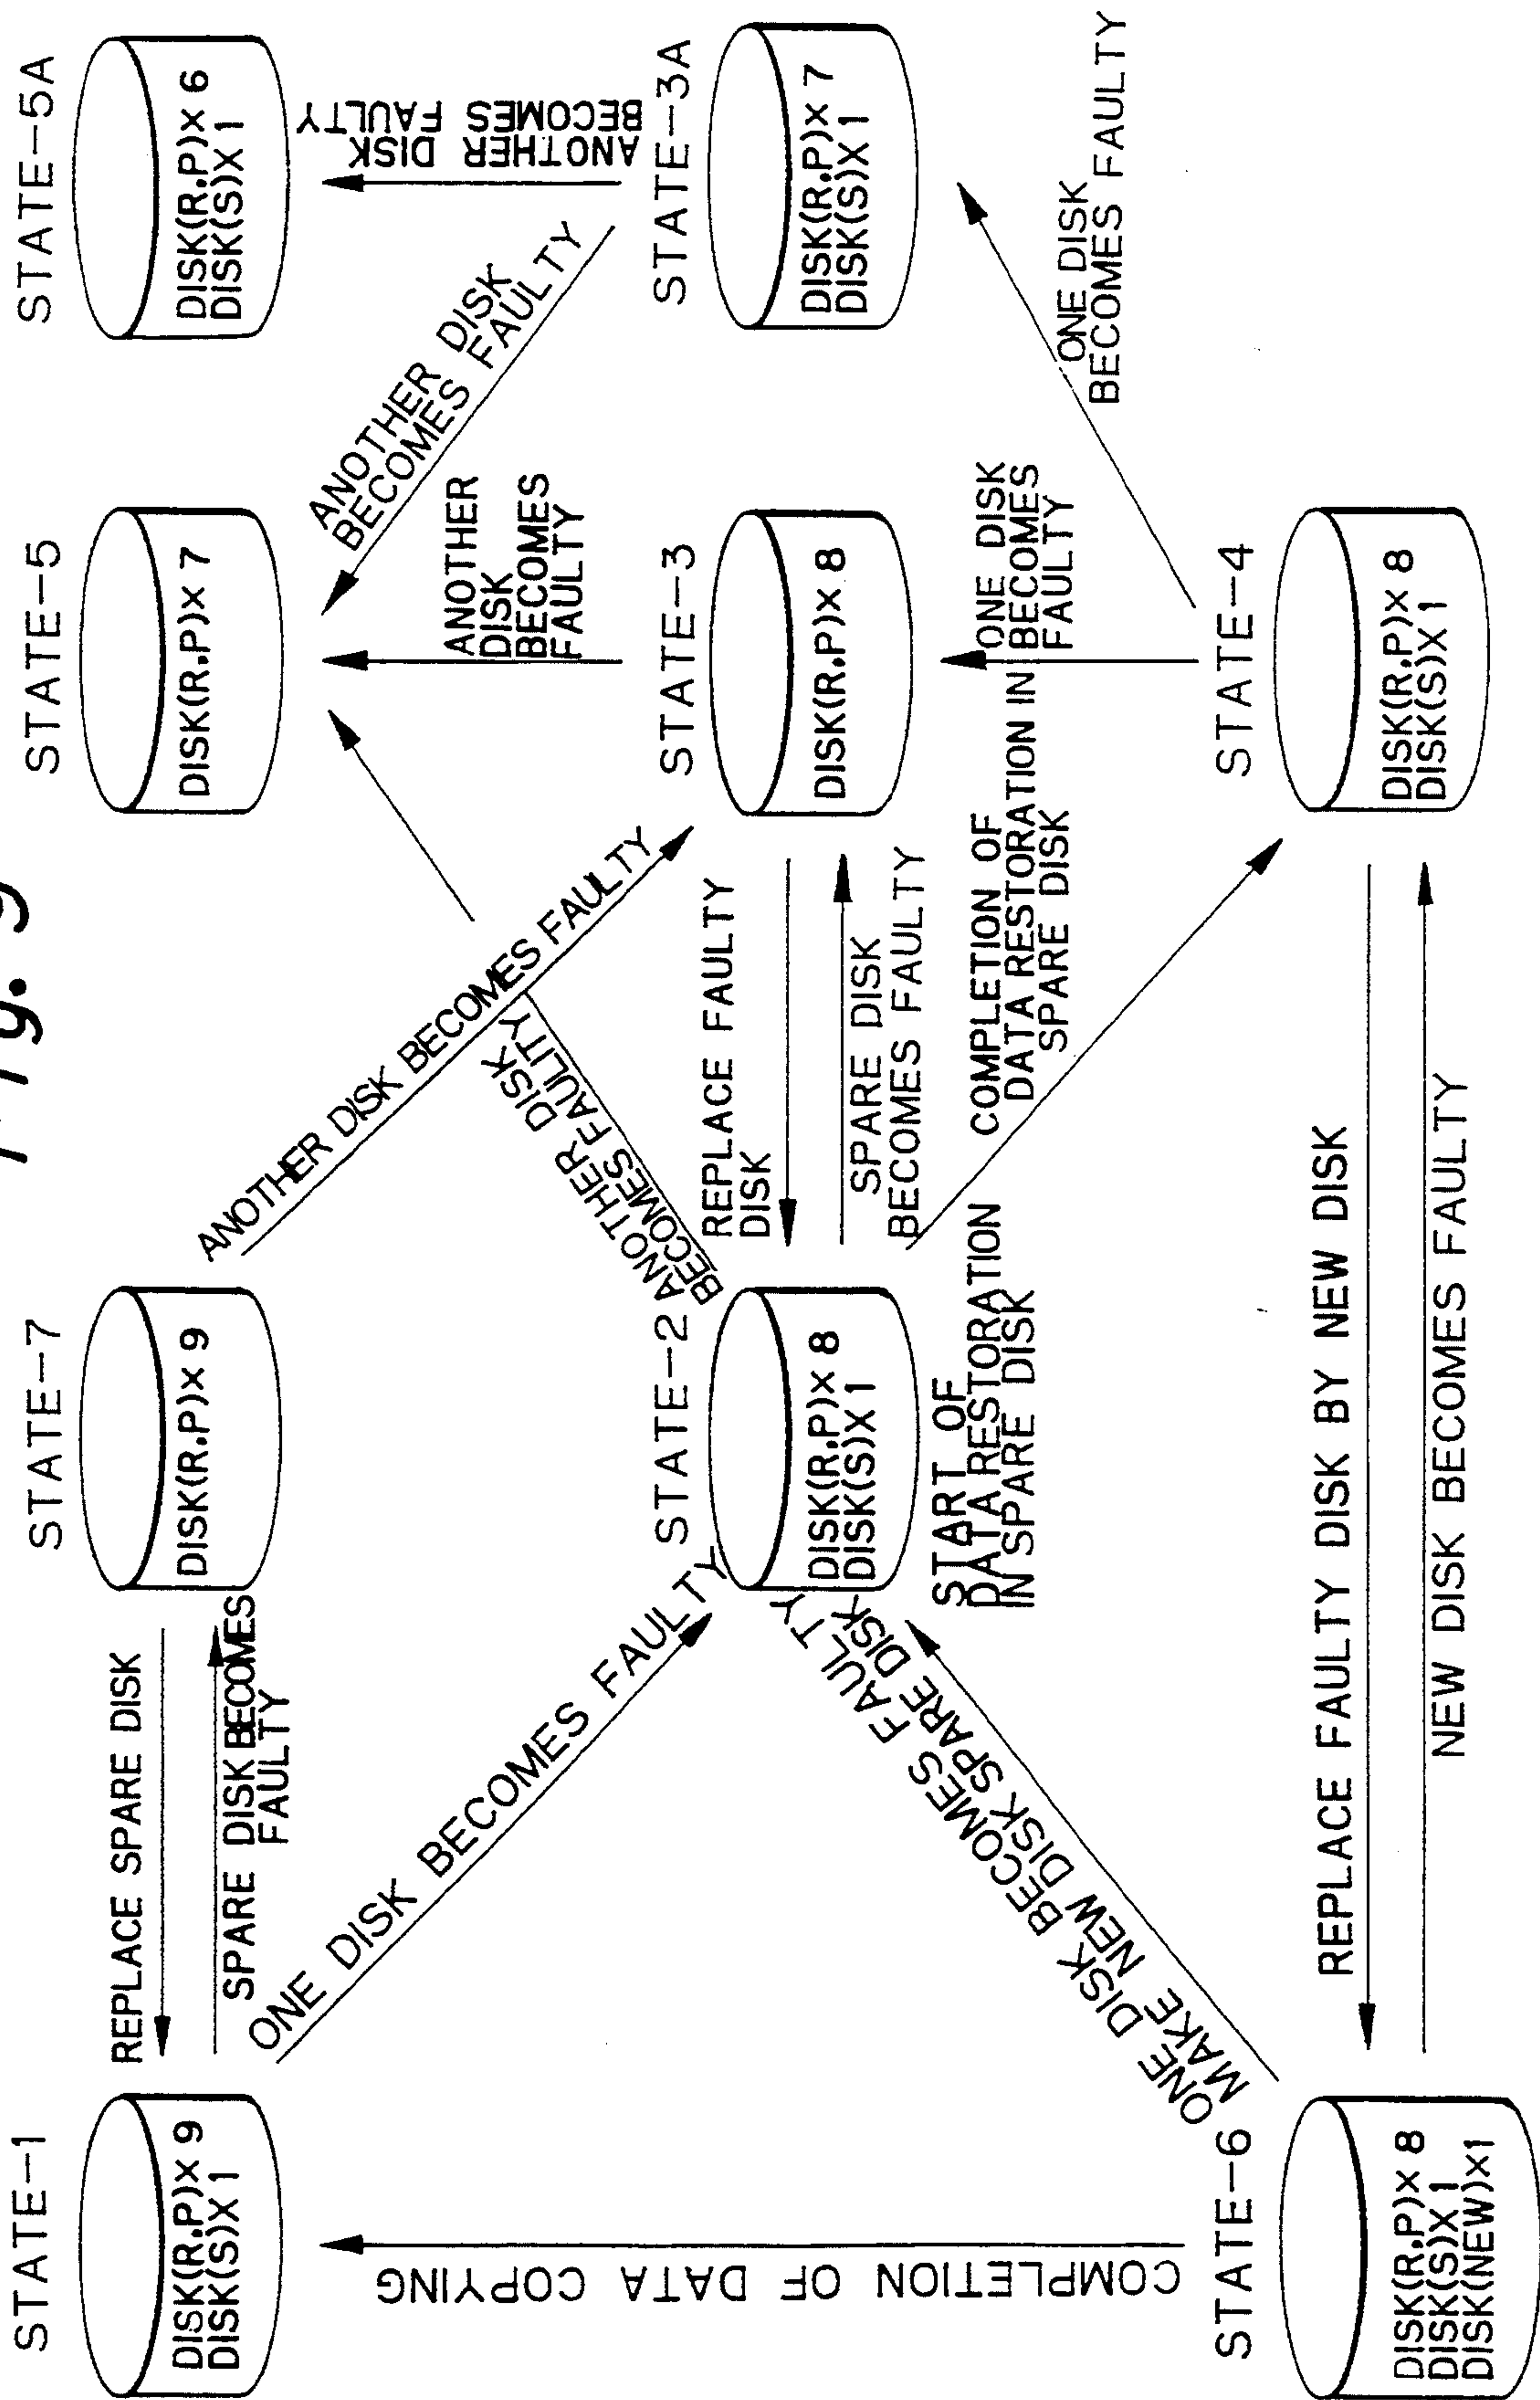 Fig. 9
STATE-1
DISK(R.P)× 9
DISK(S)×1
REPLACE SPARE DISK
SPARE DISK BECOMES
FAULTY
STATE-7
DISK(R.P)× 9
ANOTHER DISK BECOMES FAULTY
STATE-5
DISK(R.P)× 7
STATE-5A
DISK(R.P)× 6
DISK(S)×1
ONE DISK BECOMES FAULTY
ANOTHER DISK
BECOMES FAULITY
ANOTHER
DISK
BECOMES
FAULTY
ANOTHER DISK
BECOMES FAULTY
ANOTHER DISK
BECOMES FAULTY
STATE-2
DISK(R.P)× 8
DISK(S)×1
START OF
DATA RESTORATION
IN SPARE DISK
REPLACE FAULTY
DISK
SPARE DISK
BECOMES FAULTY
STATE-3
DISK(R.P)× 8
STATE-3A
DISK(R.P)× 7
DISK(S)×1
COMPLETION OF DATA COPYING
ONE DISK BECOMES FAULTY
MAKE NEW DISK SPARE DISK
COMPLETION OF
DATA RESTORATION IN
SPARE DISK
ONE DISK
BECOMES
FAULTY
ONE DISK
BECOMES FAULTY
STATE-6
DISK(R.P)× 8
DISK(S)×1
DISK(NEW)×1
REPLACE FAULTY DISK BY NEW DISK
NEW DISK BECOMES FAULTY
STATE-4
DISK(R.P)× 8
DISK(S)×1